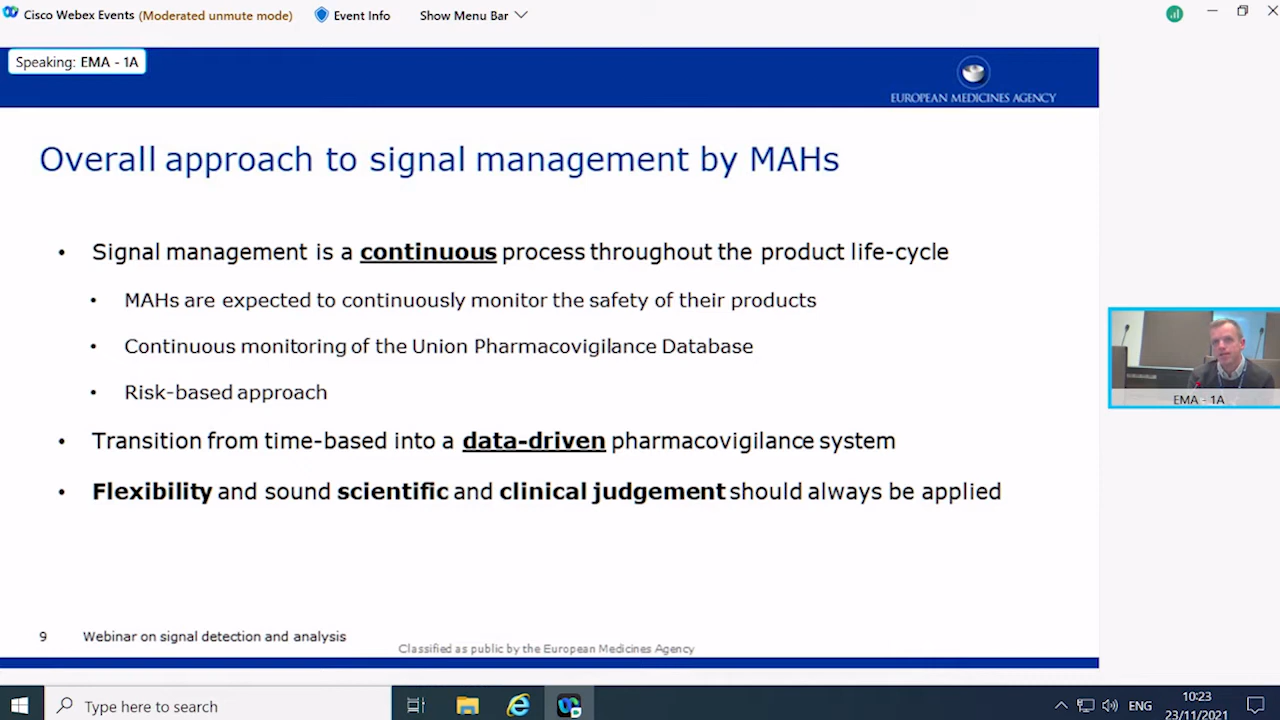 Cisco Webex Events (Moderated unmute mode) Event Info Show Menu Bar
Speaking: EMA - 1A
EUROPEAN MEDICINES AGENCY
Overall approach to signal management by MAHs
• Signal management is a continuous process throughout the product life-cycle
• MAHs are expected to continuously monitor the safety of their products
• Continuous monitoring of the Union Pharmacovigilance Database
• Risk-based approach
• Transition from time-based into a data-driven pharmacovigilance system
• Flexibility and sound scientific and clinical judgement should always be applied
EMA - 1A
9 Webinar on signal detection and analysis
Classified as public by the European Medicines Agency
Type here to search
ENG
10:23
23/11/2021